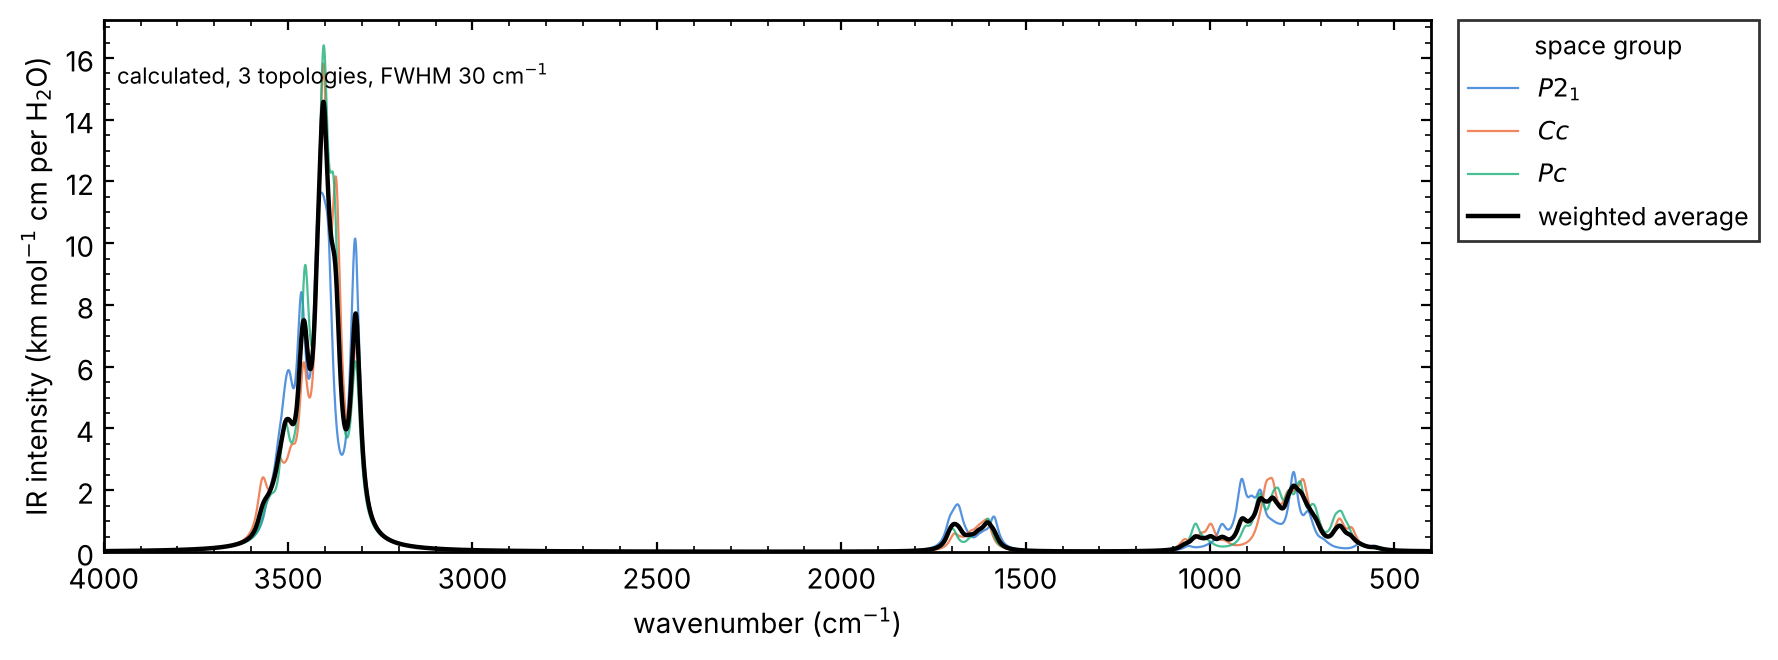 IR intensity (km mol⁻¹ cm per H₂O)
16
14
12
10
8
6
4
2
0
calculated, 3 topologies, FWHM 30 cm⁻¹
4000 3500 3000 2500 2000 1500 1000 500
wavenumber (cm⁻¹)
space group
P2₁
Cc
Pc
weighted average